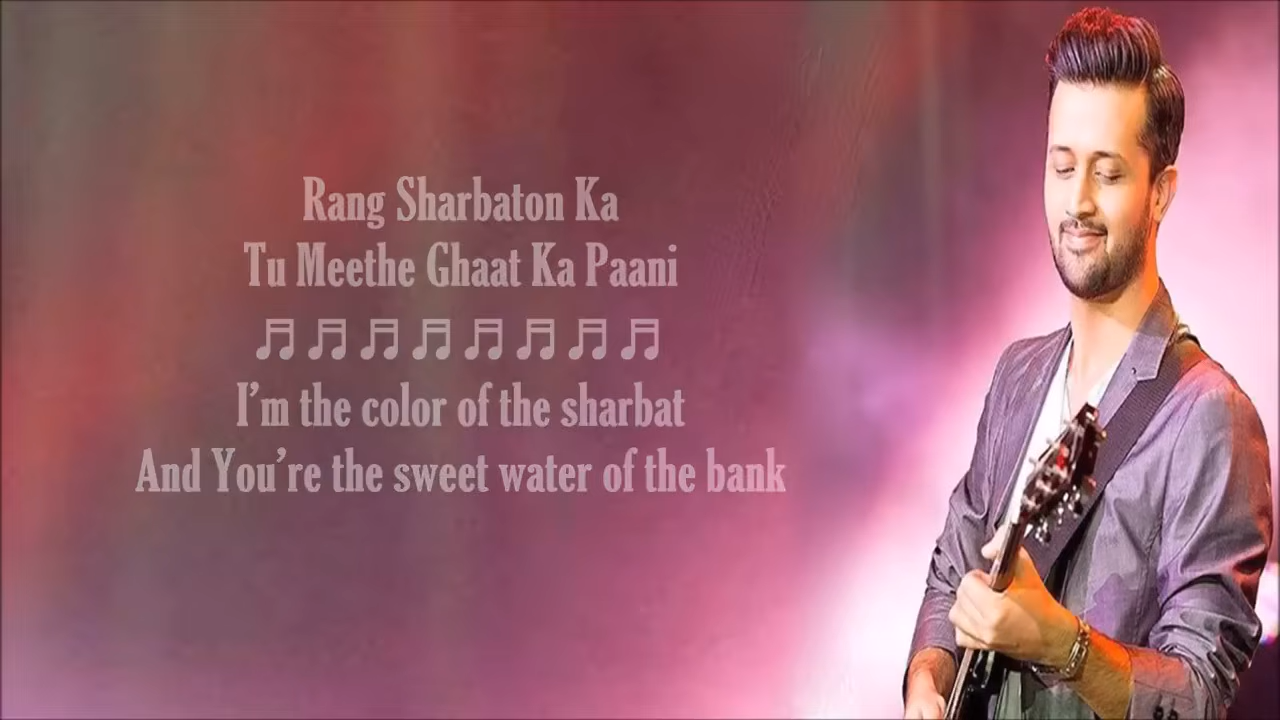 Rang Sharbaton Ka
Tu Meethe Ghaat Ka Paani
♬♬♬♬♬♬♬♬
I'm the color of the sharbat
And You're the sweet water of the bank